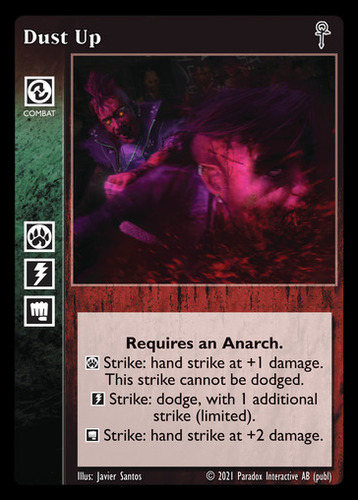 Dust Up
COMBAT
Requires an Anarch.
Strike: hand strike at +1 damage.
This strike cannot be dodged.
Strike: dodge, with 1 additional
strike (limited).
Strike: hand strike at +2 damage.
Illus: Javier Santos
© 2021 Paradox Interactive AB (publ)